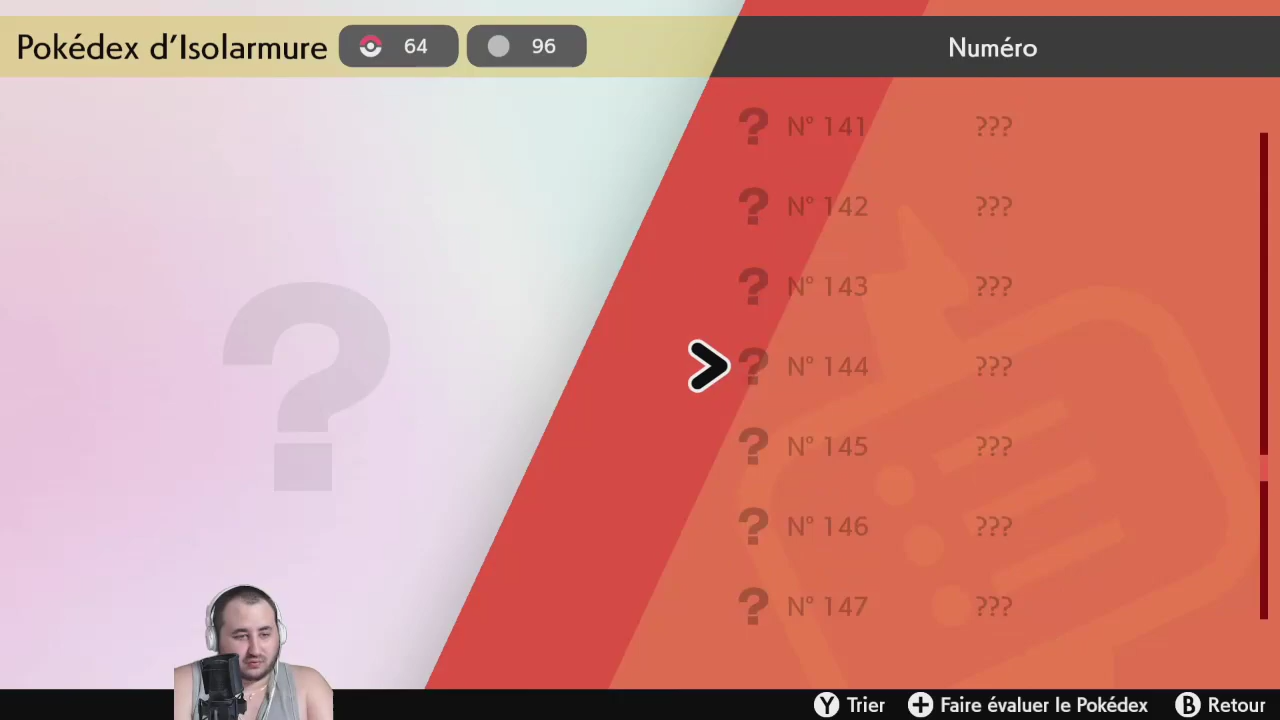 Pokédex d'Isolarmure 64 96
Numéro
N° 141 ???
N° 142 ???
N° 143 ???
N° 144 ???
N° 145 ???
N° 146 ???
N° 147 ???
Y Trier + Faire évaluer le Pokédex B Retour